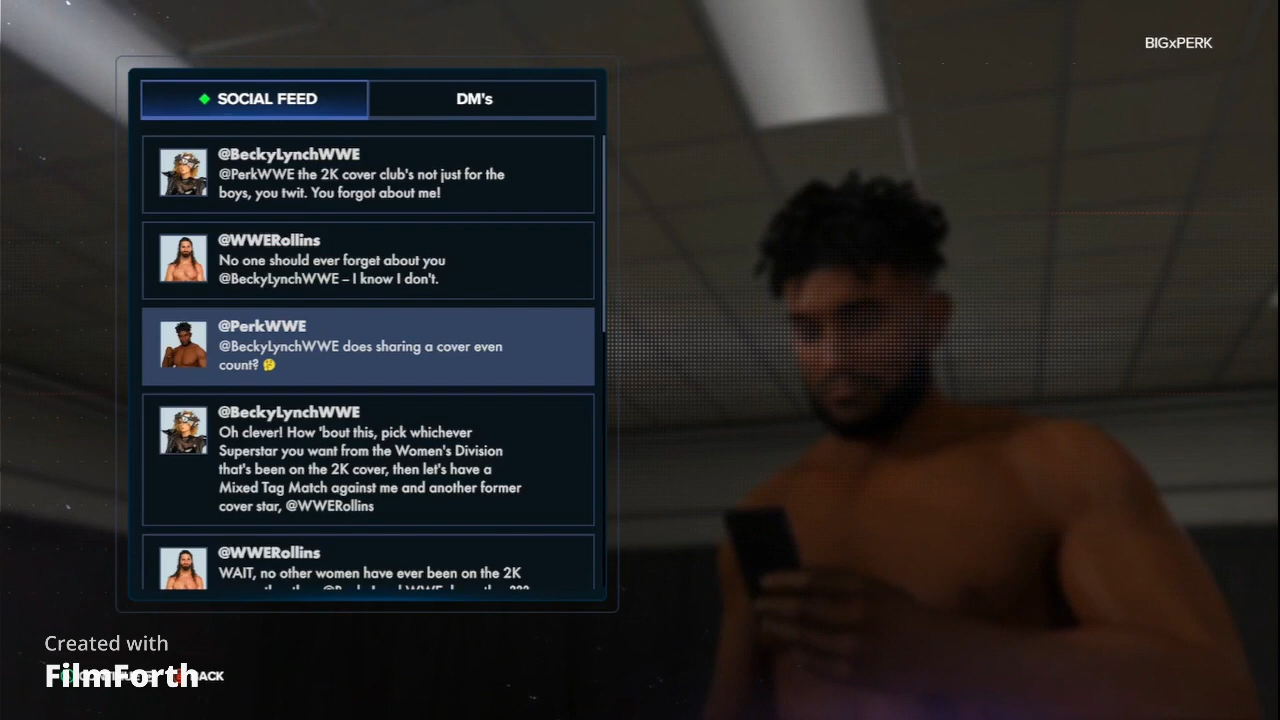 BIGxPERK
SOCIAL FEED
DM's
@BeckyLynchWWE
@PerkWWE the 2K cover club's not just for the
boys, you twit. You forgot about me!
@WWERollins
No one should ever forget about you
@BeckyLynchWWE – I know I don't.
@PerkWWE
@BeckyLynchWWE does sharing a cover even
count? 🤔
@BeckyLynchWWE
Oh clever! How 'bout this, pick whichever
Superstar you want from the Women's Division
that's been on the 2K cover, then let's have a
Mixed Tag Match against me and another former
cover star, @WWERollins
@WWERollins
WAIT, no other women have ever been on the 2K
Created with
FilmForth